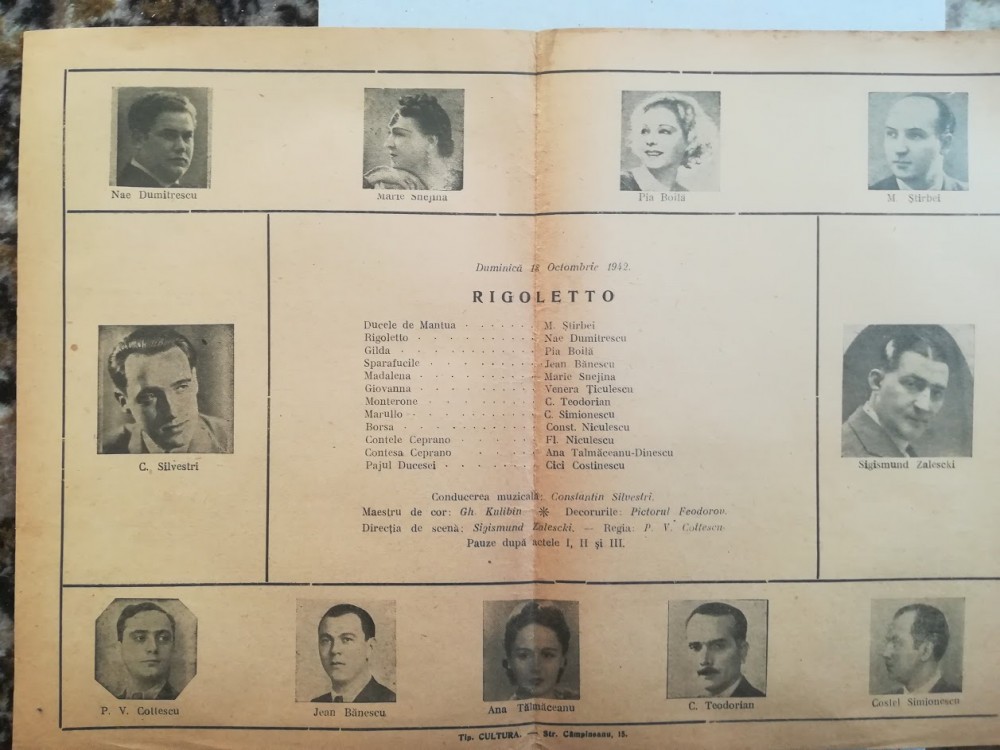 Nae Dumitrescu
Marie Snejina
Pia Boilă
M. Știrbei
Duminică 18 Octombrie 1942.
RIGOLETTO
Ducele de Mantua . . . . . . M. Știrbei
Rigoletto . . . . . . . . . Nae Dumitrescu
Gilda . . . . . . . . . . Pia Boilă
Sparafucile . . . . . . . . Jean Bănescu
Madalena . . . . . . . . . Marie Snejina
Giovanna . . . . . . . . . Venera Țiculescu
Monterone . . . . . . . . C. Teodorian
Marullo . . . . . . . . . C. Simionescu
Borsa . . . . . . . . . . Const. Niculescu
Contele Ceprano . . . . . . Fl. Niculescu
Contesa Ceprano . . . . . Ana Talmăceanu-Dinescu
Pajul Ducesei . . . . . . . Cici Costinescu
Conducerea muzicală: Constantin Silvestri.
Maestru de cor: Gh. Kulibin ✳ Decorurile: Pictorul Feodorov.
Direcția de scenă: Sigismund Zalescki. — Regia: P. V. Cottescu
Pauze după actele I, II și III.
C. Silvestri
Sigismund Zalescki
P. V. Cottescu
Jean Bănescu
Ana Tălmăceanu
C. Teodorian
Costel Simionescu
Tip. CULTURA. — Str. Câmpineanu, 15.